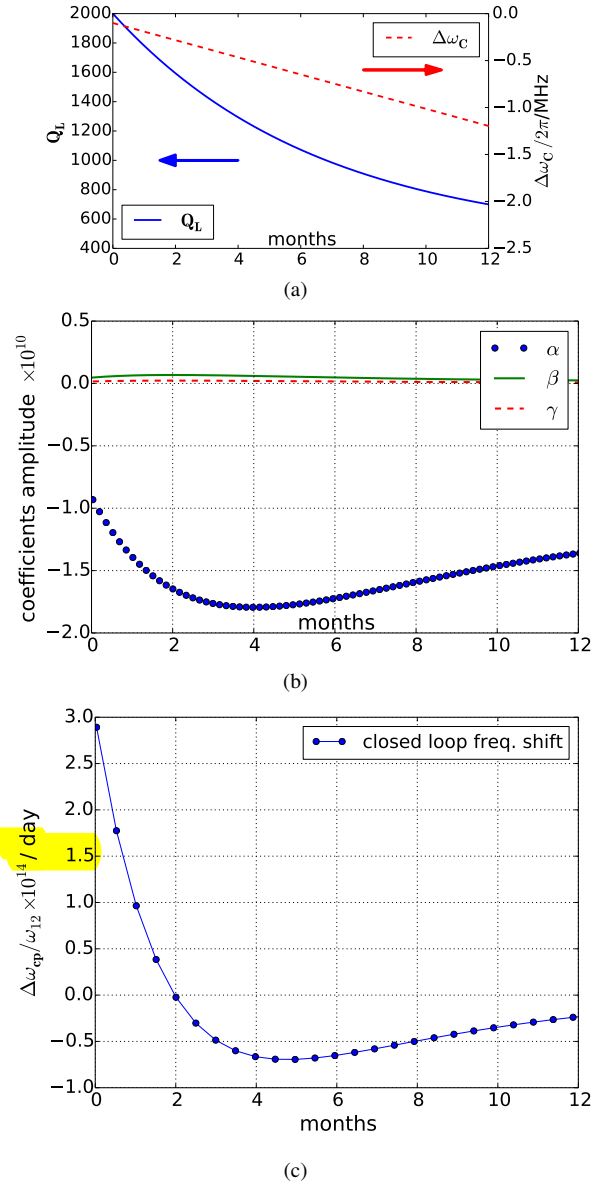 2000
1800
1600
1400
1200
1000
800
600
400
Q_L
Q_L
Δω_C
0.0
−0.5
−1.0
−1.5
−2.0
−2.5
Δω_C/2π/MHz
months
0 2 4 6 8 10 12
(a)
0.5
0.0
−0.5
−1.0
−1.5
−2.0
coefficients amplitude ×10^10
α
β
γ
months
0 2 4 6 8 10 12
(b)
3.0
2.5
2.0
1.5
1.0
0.5
0.0
−0.5
−1.0
Δω_cp/ω_12 ×10^14 / day
closed loop freq. shift
0 2 4 6 8 10 12
months
(c)